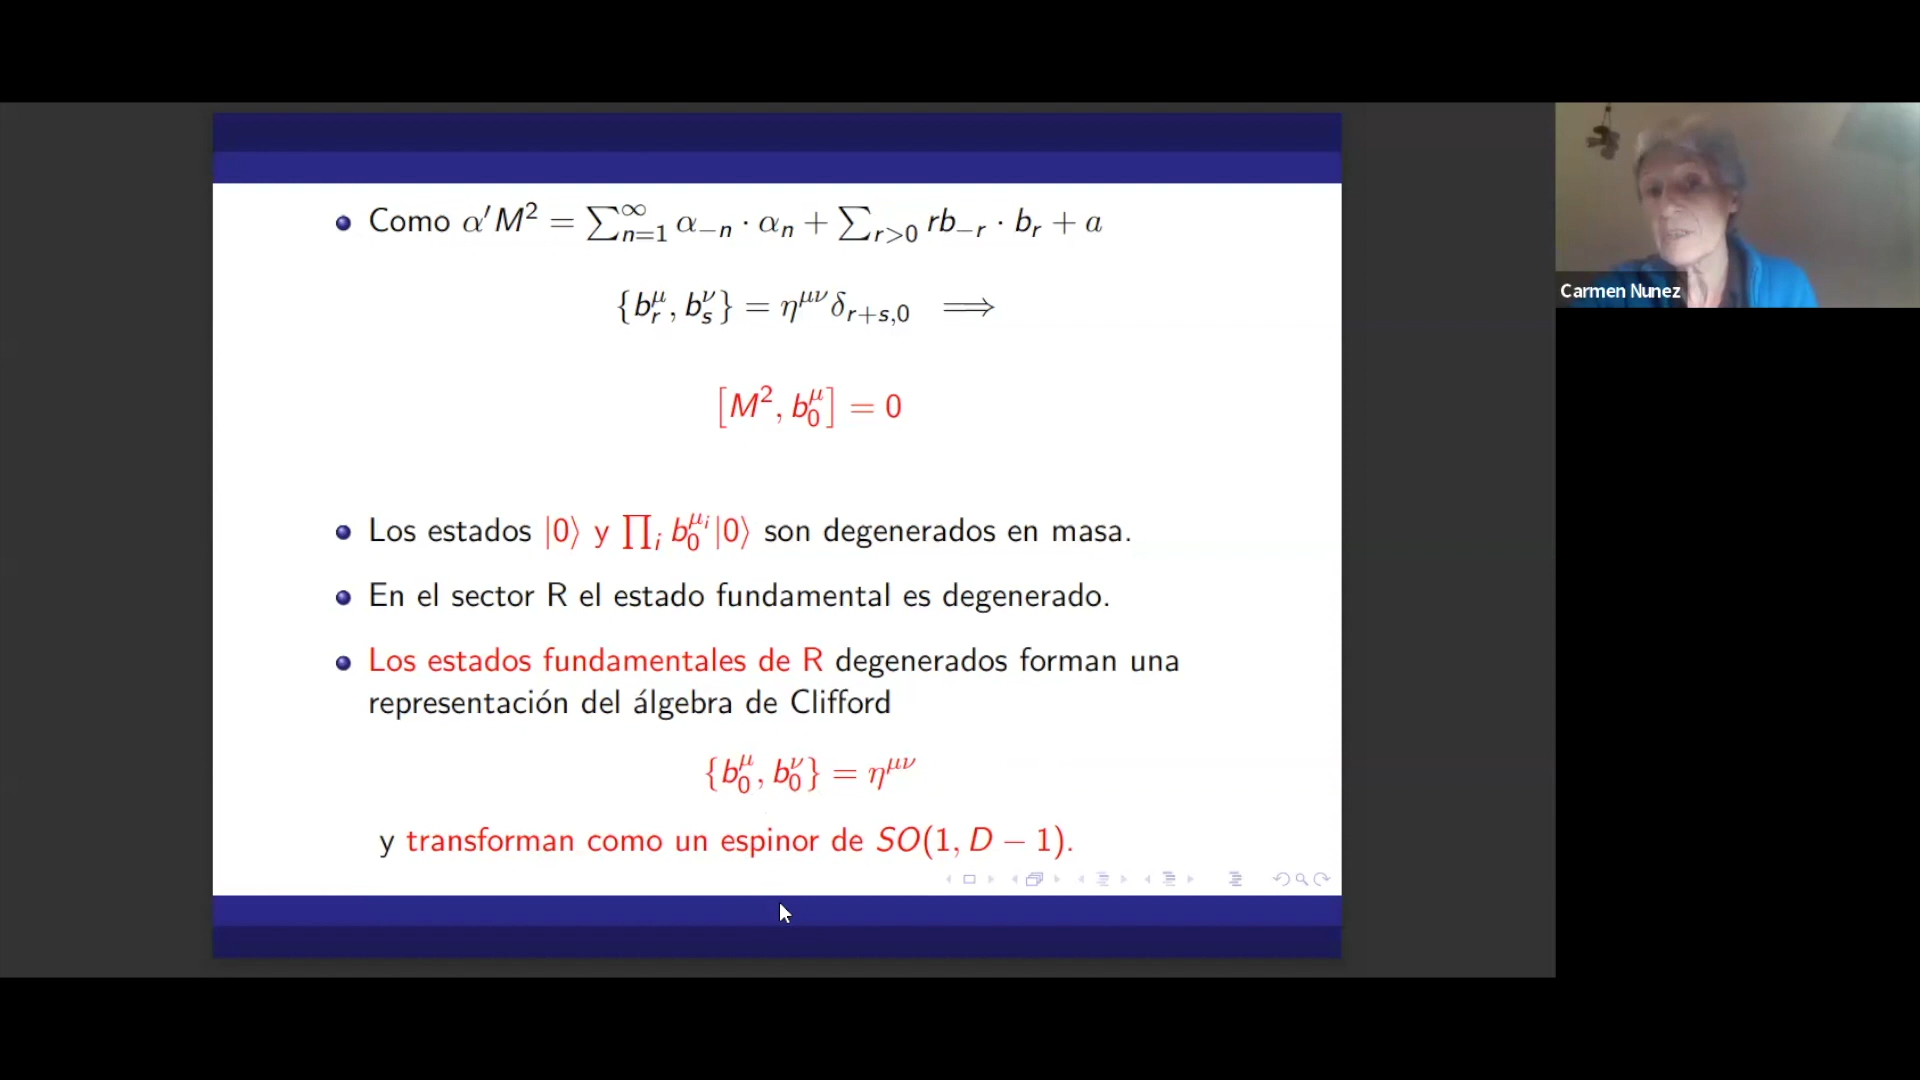 Como α′M² = ∑_{n=1}^{∞} α_{−n} · α_n + ∑_{r>0} rb_{−r} · b_r + a
{b_r^μ, b_s^ν} = η^{μν}δ_{r+s,0} ⟹
[M², b_0^μ] = 0
Los estados |0⟩ y ∏_i b_0^{μ_i}|0⟩ son degenerados en masa.
En el sector R el estado fundamental es degenerado.
Los estados fundamentales de R degenerados forman una
representación del álgebra de Clifford
{b_0^μ, b_0^ν} = η^{μν}
y transforman como un espinor de SO(1, D − 1).
Carmen Nunez